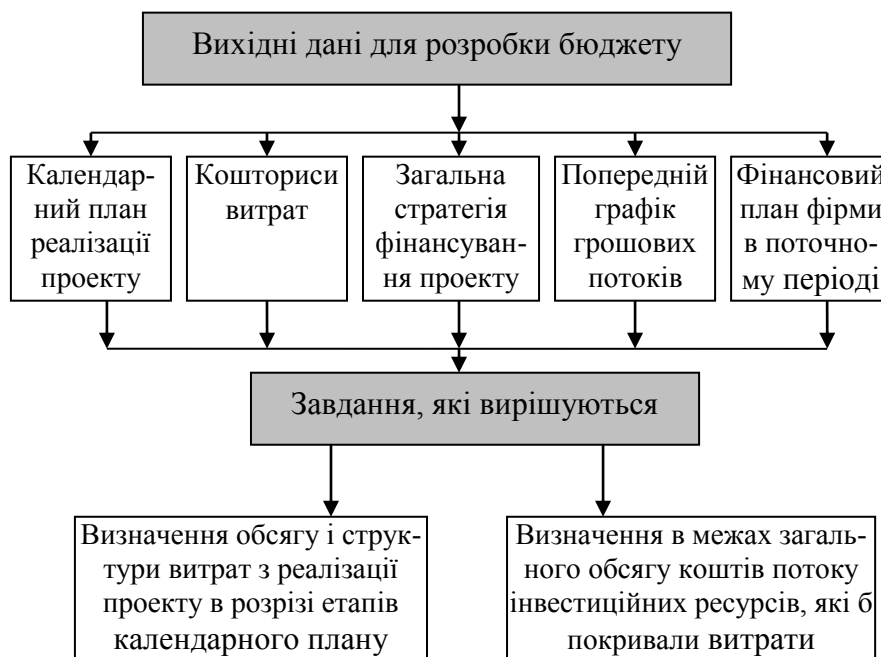 Вихідні дані для розробки бюджету
Календар-
ний план
реалізації
проекту
Кошториси
витрат
Загальна
стратегія
фінансуван-
ня проекту
Попередній
графік
грошових
потоків
Фінансовий
план фірми
в поточно-
му періоді
Завдання, які вирішуються
Визначення обсягу і струк-
тури витрат з реалізації
проекту в розрізі етапів
календарного плану
Визначення в межах загаль-
ного обсягу коштів потоку
інвестиційних ресурсів, які б
покривали витрати